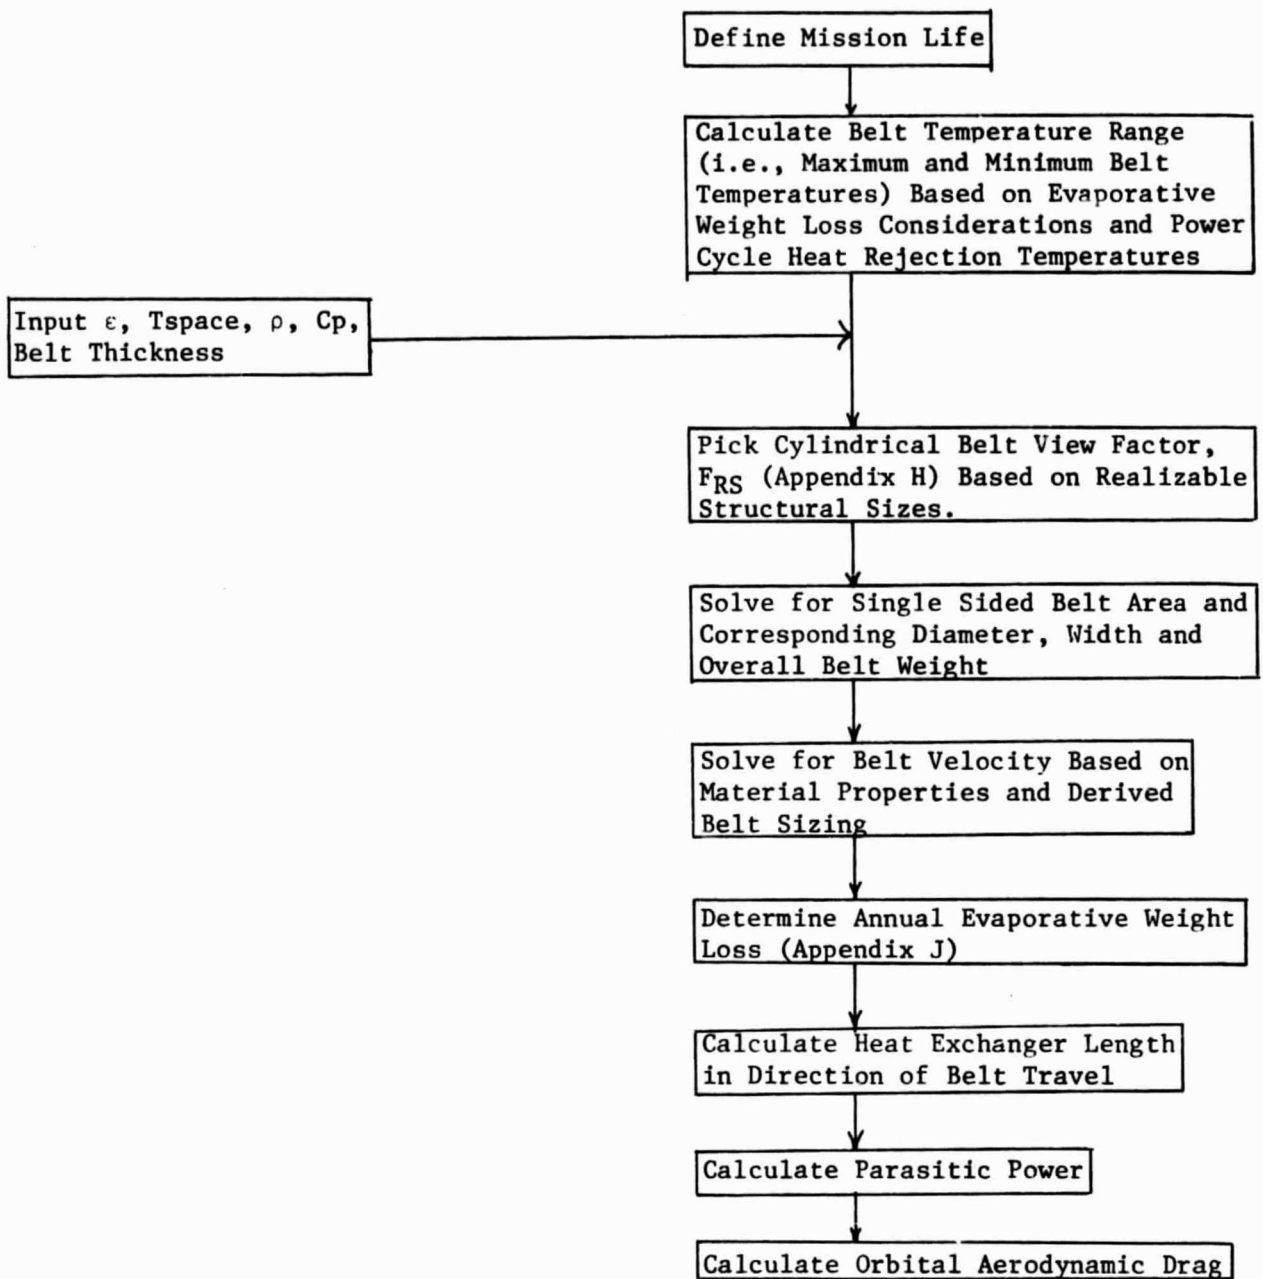 Define Mission Life
Calculate Belt Temperature Range
(i.e., Maximum and Minimum Belt
Temperatures) Based on Evaporative
Weight Loss Considerations and Power
Cycle Heat Rejection Temperatures
Input ε, Tspace, ρ, Cp,
Belt Thickness
Pick Cylindrical Belt View Factor,
FRS (Appendix H) Based on Realizable
Structural Sizes.
Solve for Single Sided Belt Area and
Corresponding Diameter, Width and
Overall Belt Weight
Solve for Belt Velocity Based on
Material Properties and Derived
Belt Sizing
Determine Annual Evaporative Weight
Loss (Appendix J)
Calculate Heat Exchanger Length
in Direction of Belt Travel
Calculate Parasitic Power
Calculate Orbital Aerodynamic Drag